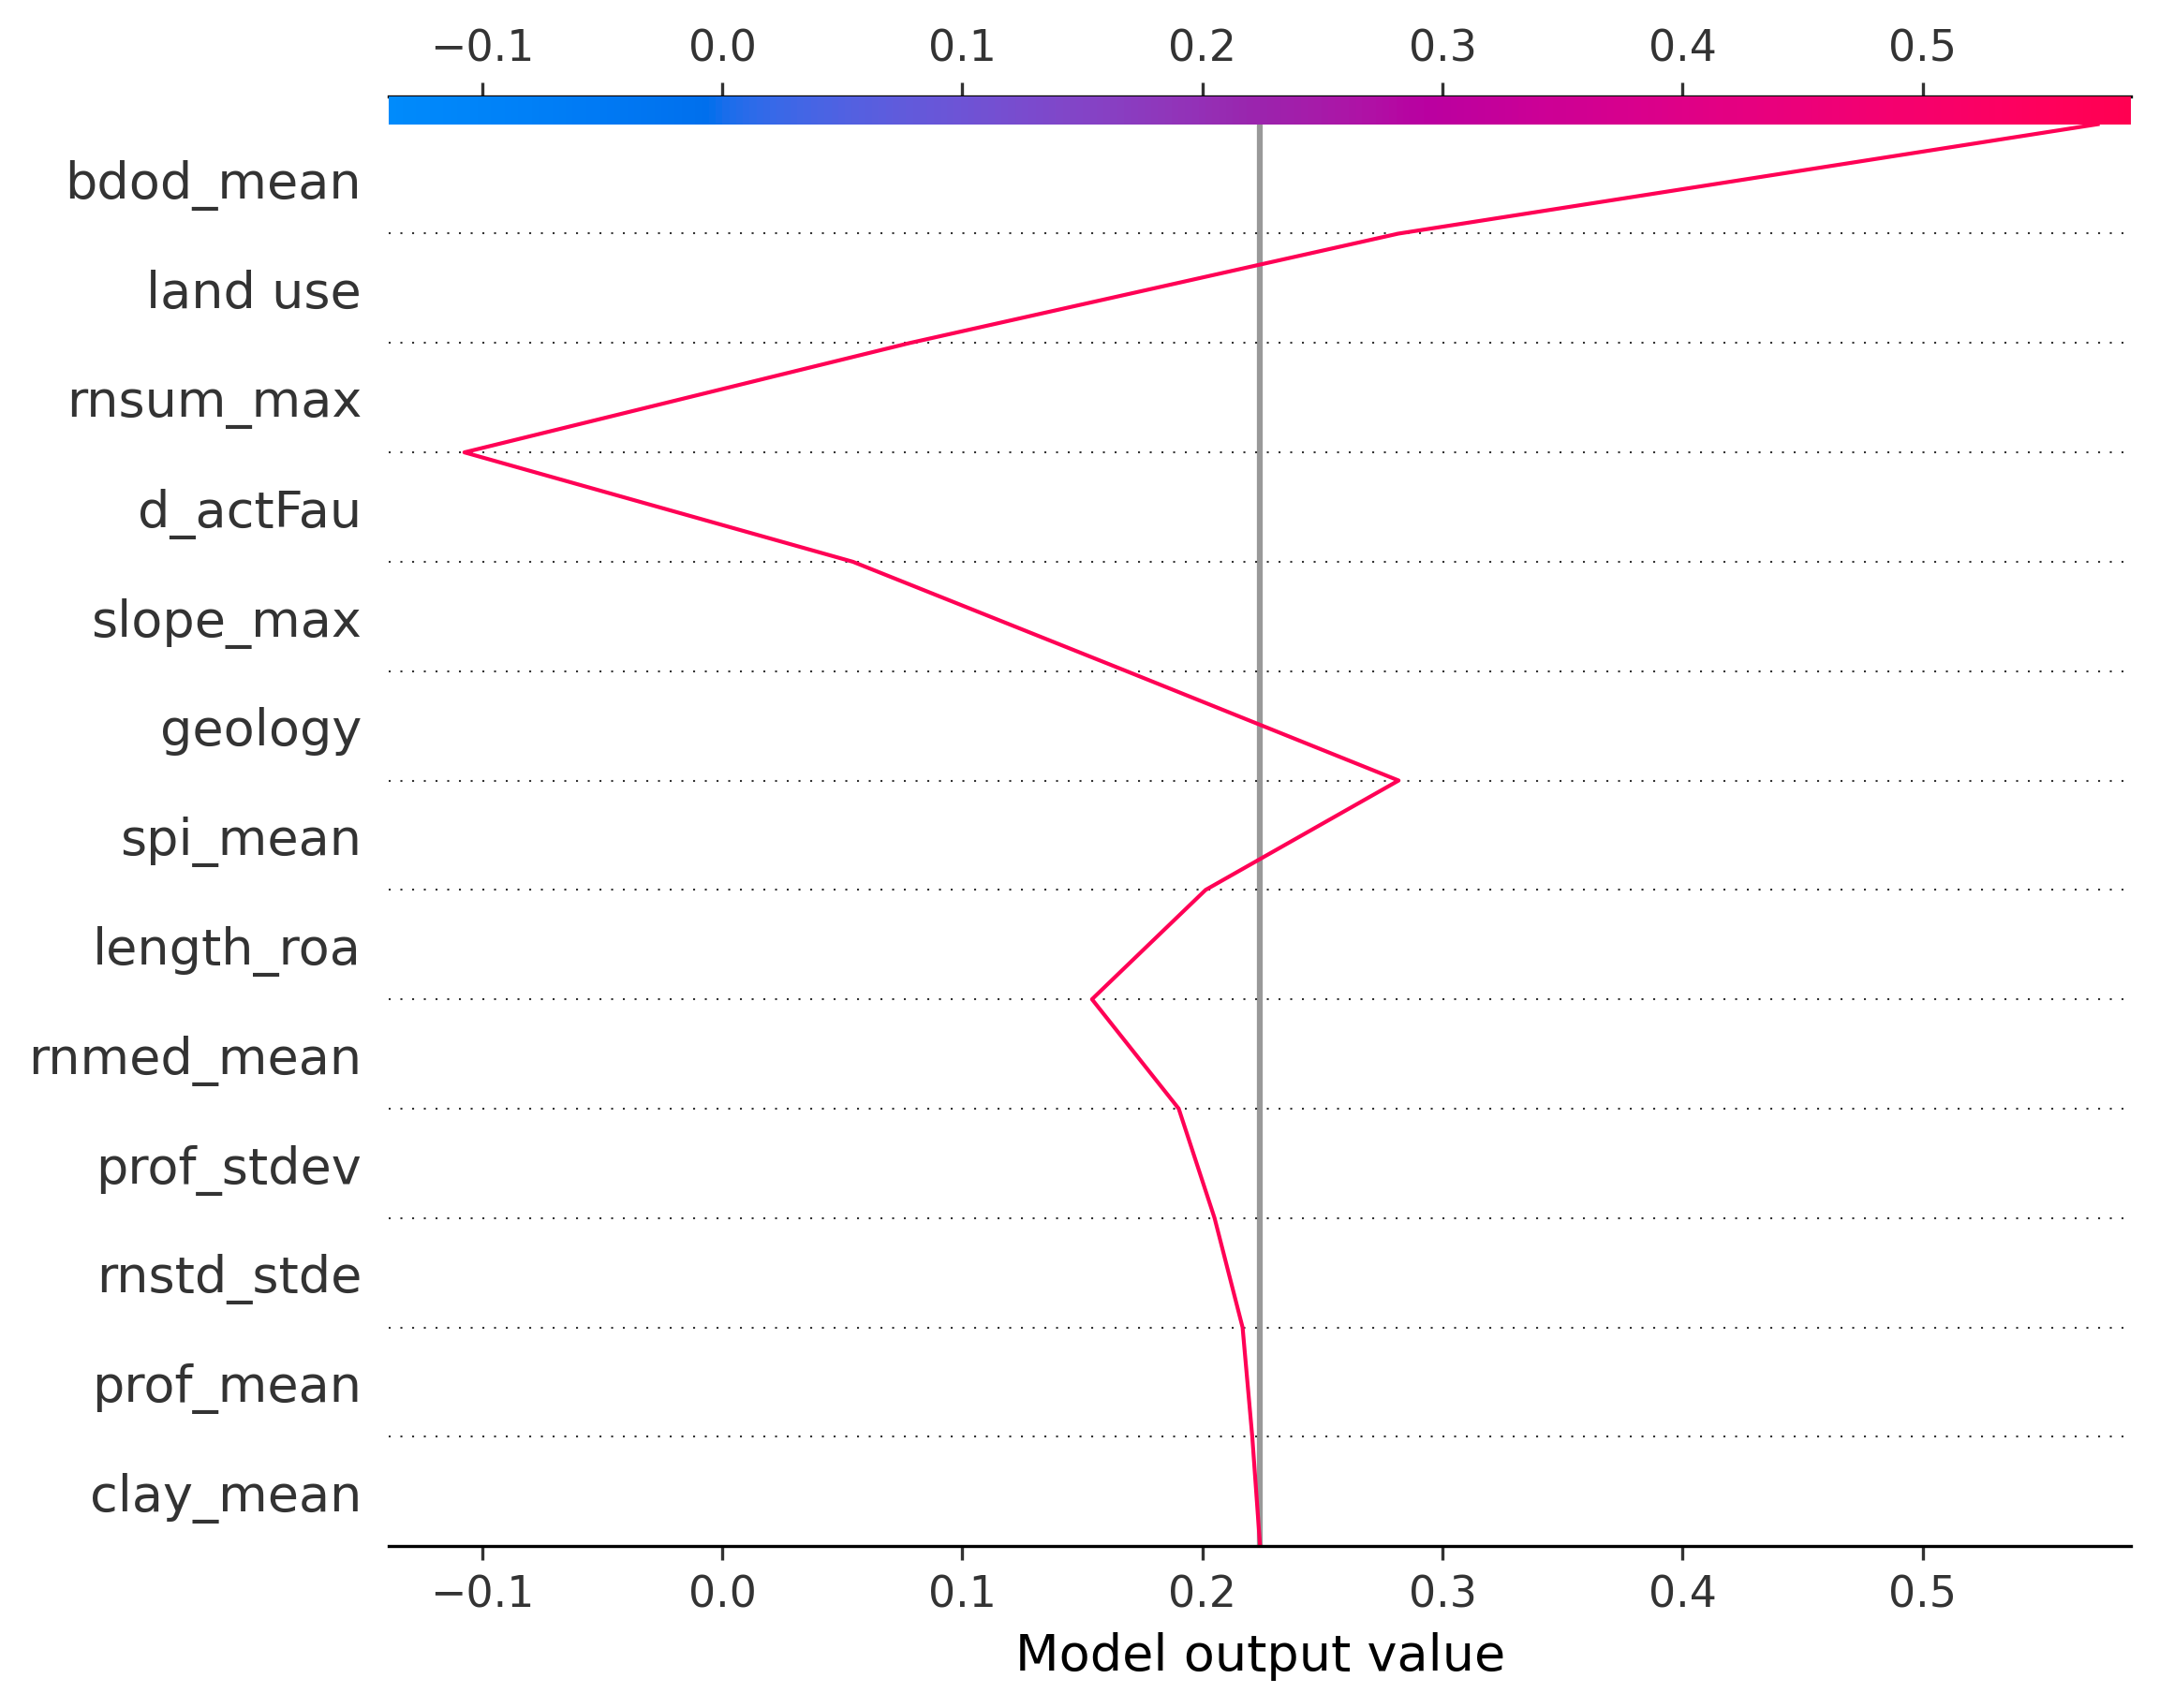 −0.1 0.0 0.1 0.2 0.3 0.4 0.5
bdod_mean
land use
rnsum_max
d_actFau
slope_max
geology
spi_mean
length_roa
rnmed_mean
prof_stdev
rnstd_stde
prof_mean
clay_mean
−0.1 0.0 0.1 0.2 0.3 0.4 0.5
Model output value